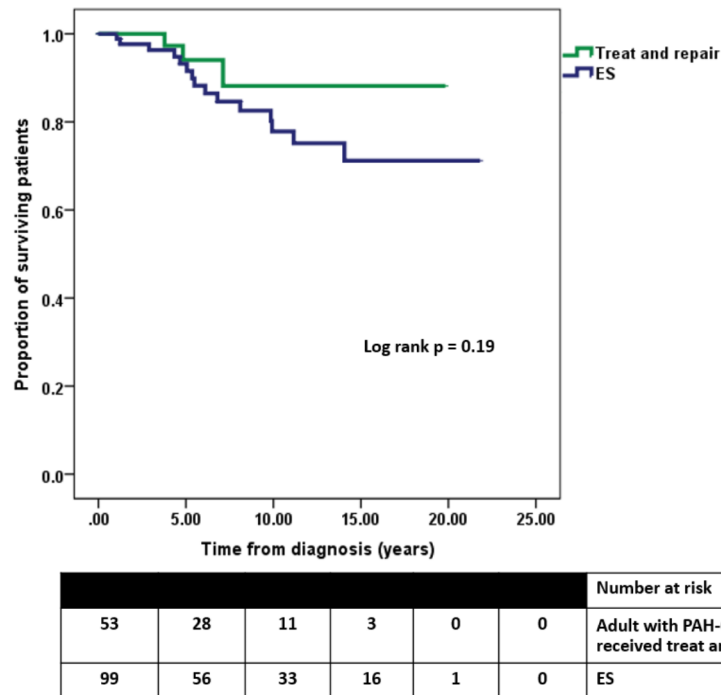 1.0
0.8
0.6
0.4
0.2
0.0
Proportion of surviving patients
Treat and repair
ES
Log rank p = 0.19
.00 5.00 10.00 15.00 20.00 25.00
Time from diagnosis (years)
Number at risk
53 28 11 3 0 0 Adult with PAH-
received treat
99 56 33 16 1 0 ES